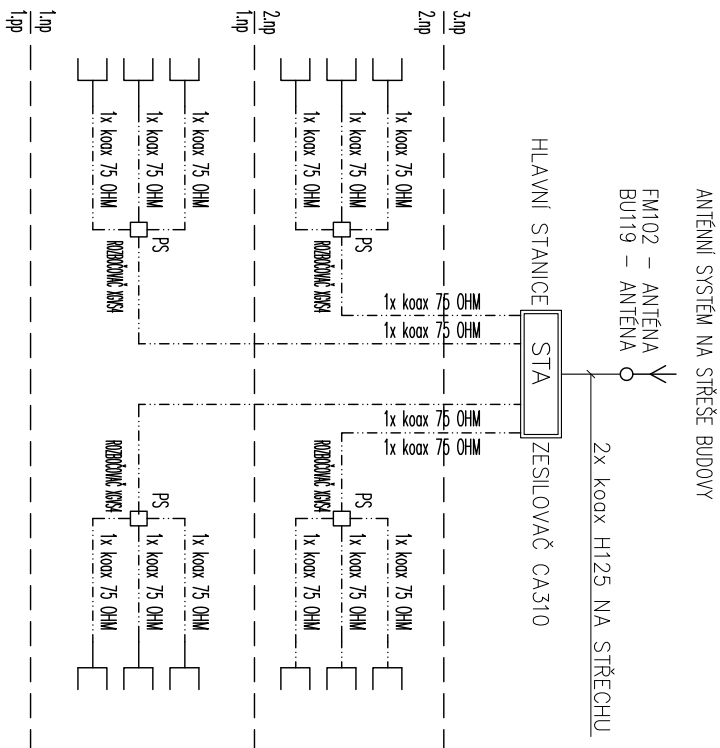 ANTÉNNÍ SYSTÉM NA STŘEŠE BUDOVY
FM102 – ANTÉNA
BU119 – ANTÉNA
2x koax H125 NA STŘECHU
HLAVNÍ STANICE
STA
ZESILOVAČ CA310
3.np
2.np
1x koax 75 OHM
1x koax 75 OHM
1x koax 75 OHM
1x koax 75 OHM
1x koax 75 OHM
1x koax 75 OHM
1x koax 75 OHM
PS
ROZBOČOVAČ
PS
ROZBOČOVAČ
1x koax 75 OHM
1x koax 75 OHM
1x koax 75 OHM
2.np
1.np
1x koax 75 OHM
1x koax 75 OHM
1x koax 75 OHM
PS
ROZBOČOVAČ
PS
ROZBOČOVAČ
1x koax 75 OHM
1x koax 75 OHM
1x koax 75 OHM
1.np
1.pp